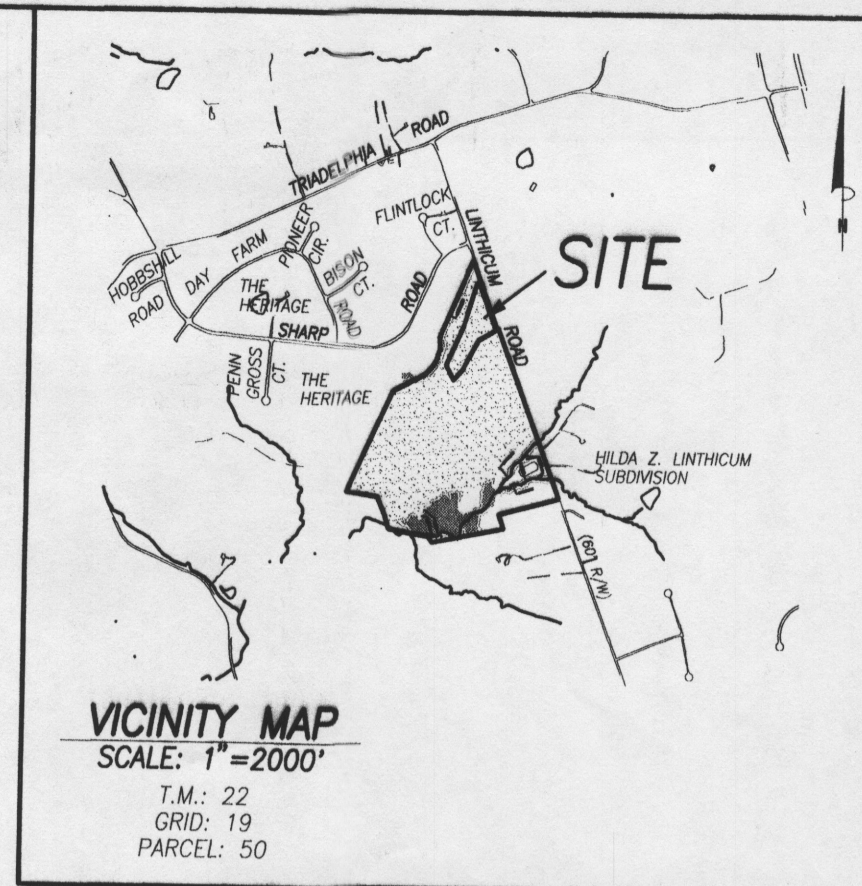 TRIADELPHIA ROAD
FLINTLOCK
CT.
LINTHICUM
ROAD
SITE
HOBBSHILL
ROAD
DAY FARM
ROAD
PIONEER
CIR.
BISON
CT.
THE
HERITAGE
SHARP ROAD
PENN
GROSS
CT.
THE
HERITAGE
N
HILDA Z. LINTHICUM
SUBDIVISION
VICINITY MAP
SCALE: 1"=2000'
T.M.: 22
GRID: 19
PARCEL: 50